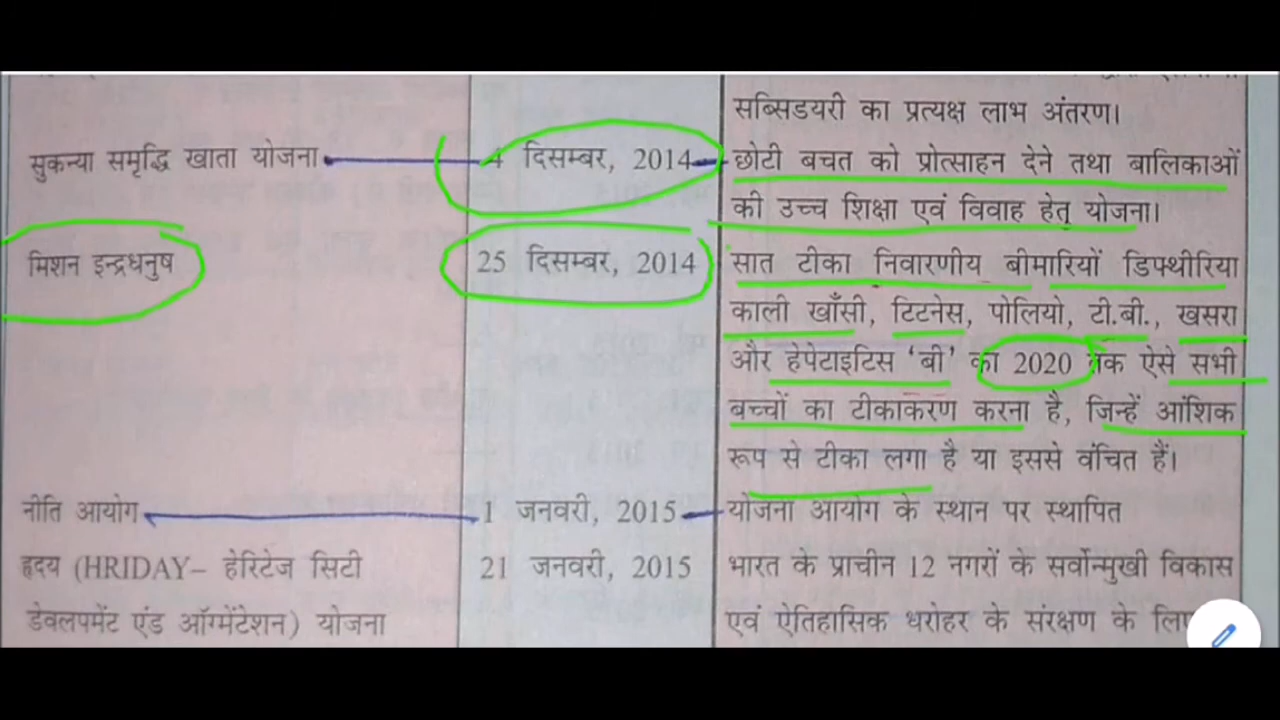 सब्सिडयरी का प्रत्यक्ष लाभ अंतरण।
सुकन्या समृद्धि खाता योजना 4 दिसम्बर, 2014 छोटी बचत को प्रोत्साहन देने तथा बालिकाओं
की उच्च शिक्षा एवं विवाह हेतु योजना।
मिशन इन्द्रधनुष 25 दिसम्बर, 2014 सात टीका निवारणीय बीमारियों डिफ्थीरिया
काली खाँसी, टिटनेस, पोलियो, टी.बी., खसरा
और हेपेटाइटिस ‘बी’ का 2020 तक ऐसे सभी
बच्चों का टीकाकरण करना है, जिन्हें आंशिक
रूप से टीका लगा है या इससे वंचित हैं।
नीति आयोग 1 जनवरी, 2015 योजना आयोग के स्थान पर स्थापित
हृदय (HRIDAY– हेरिटेज सिटी 21 जनवरी, 2015 भारत के प्राचीन 12 नगरों के सर्वोन्मुखी विकास
डेवलपमेंट एंड ऑग्मेंटेशन) योजना एवं ऐतिहासिक धरोहर के संरक्षण के लिए